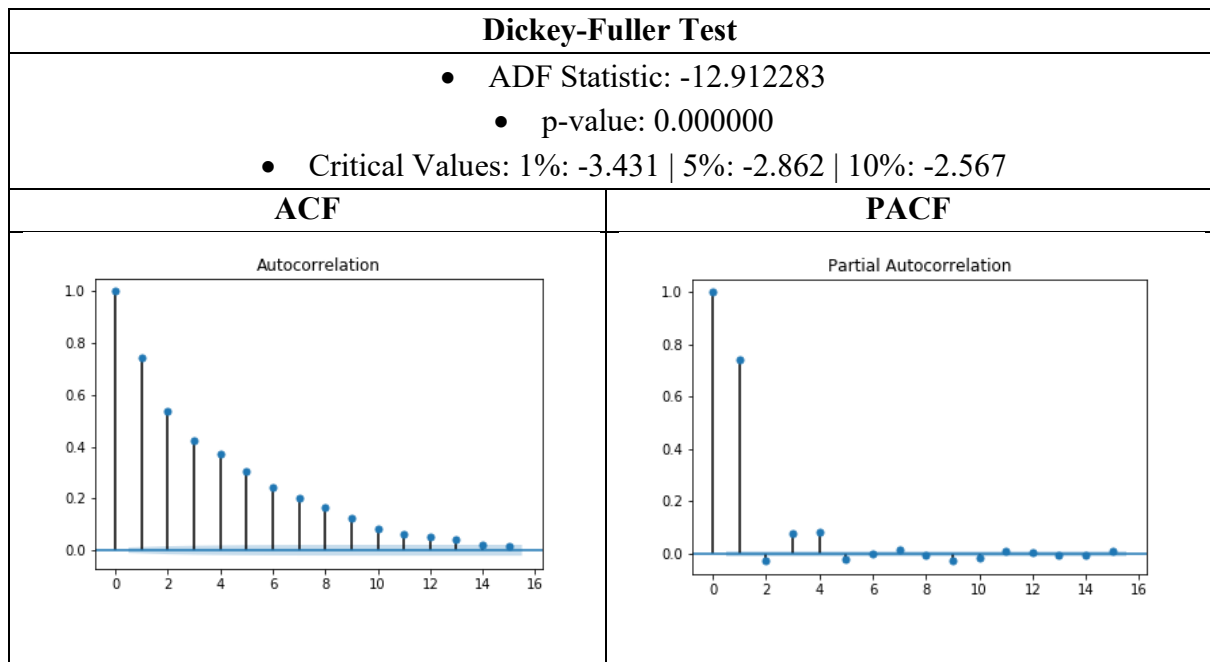 Dickey-Fuller Test
• ADF Statistic: -12.912283
• p-value: 0.000000
• Critical Values: 1%: -3.431 | 5%: -2.862 | 10%: -2.567
ACF
PACF
Autocorrelation
1.0
0.8
0.6
0.4
0.2
0.0
0 2 4 6 8 10 12 14 16
Partial Autocorrelation
1.0
0.8
0.6
0.4
0.2
0.0
0 2 4 6 8 10 12 14 16